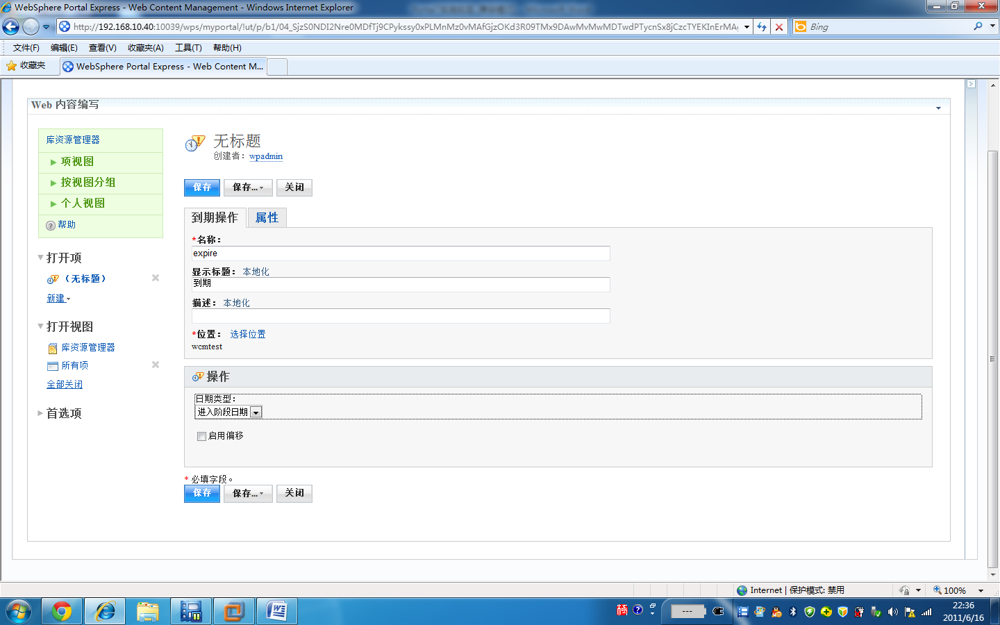 WebSphere Portal Express - Web Content Management - Windows Internet Explorer
http://192.168.10.40:10039/wps/myportal/!ut/p/b1/04_SjzS0NDI2Nre0MDfTj9CPykssy0xPLMnMz0vMAfGjzOKd3R09TMx9DAwMvMwMDTwdPTycnSx8jCzcTYEKInErMA
Bing
文件(F) 编辑(E) 查看(V) 收藏夹(A) 工具(T) 帮助(H)
收藏夹 WebSphere Portal Express - Web Content M...
Web 内容编写
库资源管理器
项视图
按视图分组
个人视图
帮助
打开项
（无标题）
新建
打开视图
库资源管理器
所有项
全部关闭
首选项
无标题
创建者： wpadmin
保存 保存... 关闭
到期操作 属性
*名称：
expire
显示标题： 本地化
到期
描述： 本地化
*位置： 选择位置
wcmtest
操作
日期类型：
进入阶段日期
启用偏移
* 必填字段。
保存 保存... 关闭
Internet | 保护模式: 禁用
100%
---
22:36
2011/6/16